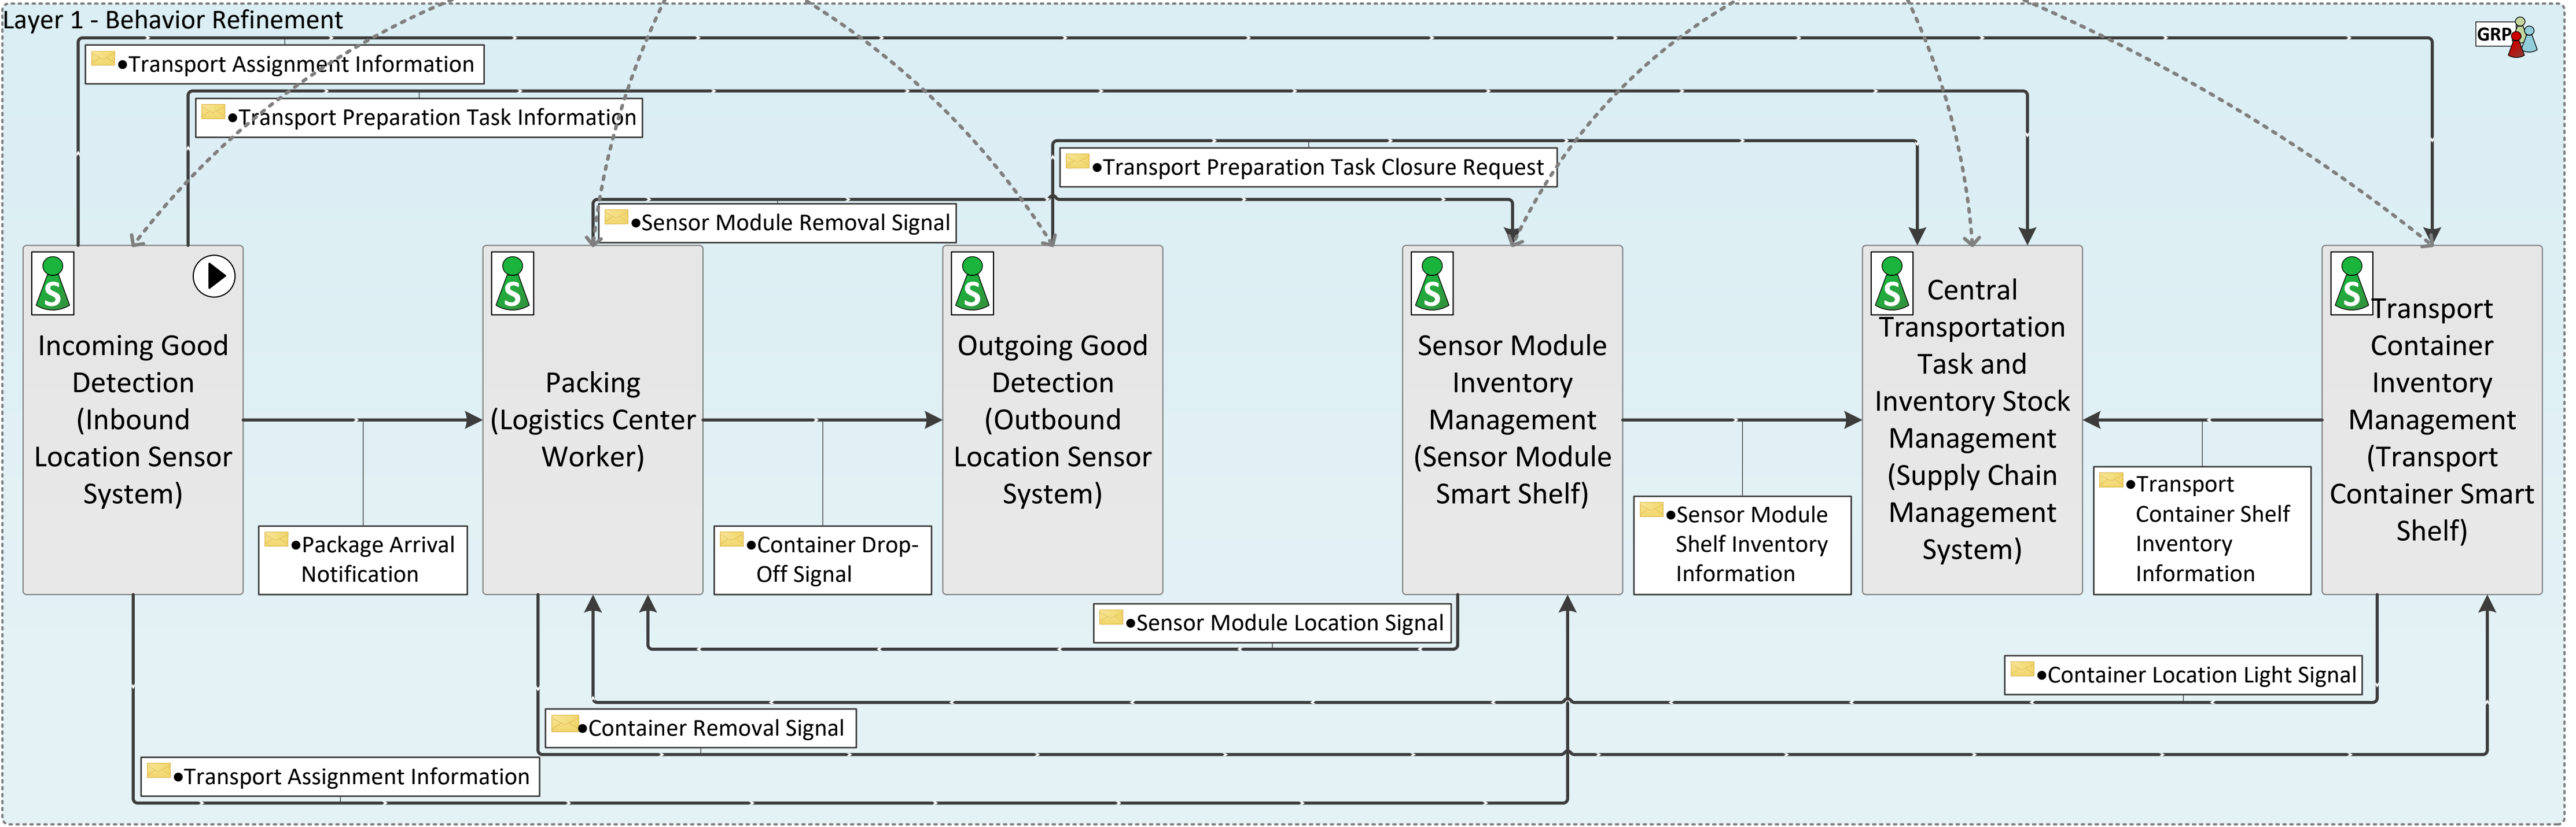 Layer 1 - Behavior Refinement
GRP
•Transport Assignment Information
•Transport Preparation Task Information
•Transport Preparation Task Closure Request
•Sensor Module Removal Signal
S
Incoming Good
Detection
(Inbound
Location Sensor
System)
S
Packing
(Logistics Center
Worker)
S
Outgoing Good
Detection
(Outbound
Location Sensor
System)
S
Sensor Module
Inventory
Management
(Sensor Module
Smart Shelf)
S
Central
Transportation
Task and
Inventory Stock
Management
(Supply Chain
Management
System)
S
Transport
Container
Inventory
Management
(Transport
Container Smart
Shelf)
•Package Arrival
Notification
•Container Drop-
Off Signal
•Sensor Module
Shelf Inventory
Information
•Transport
Container Shelf
Inventory
Information
•Sensor Module Location Signal
•Container Location Light Signal
•Container Removal Signal
•Transport Assignment Information